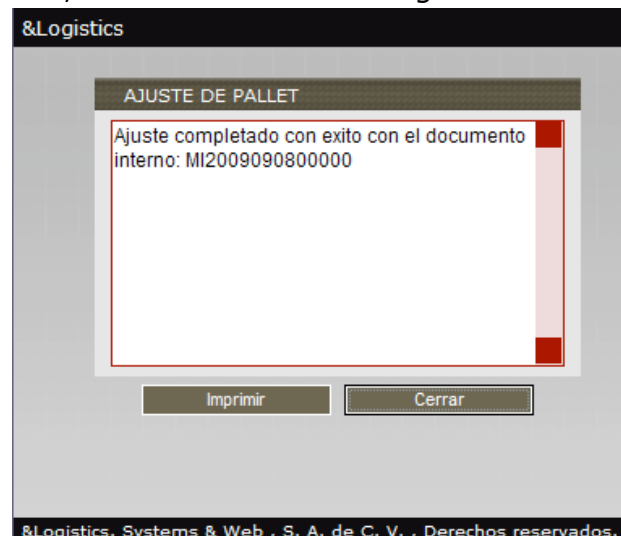 &Logistics
AJUSTE DE PALLET
Ajuste completado con exito con el documento
interno: MI2009090800000
Imprimir
Cerrar
&Logistics, Systems & Web , S. A. de C. V. , Derechos reservados.